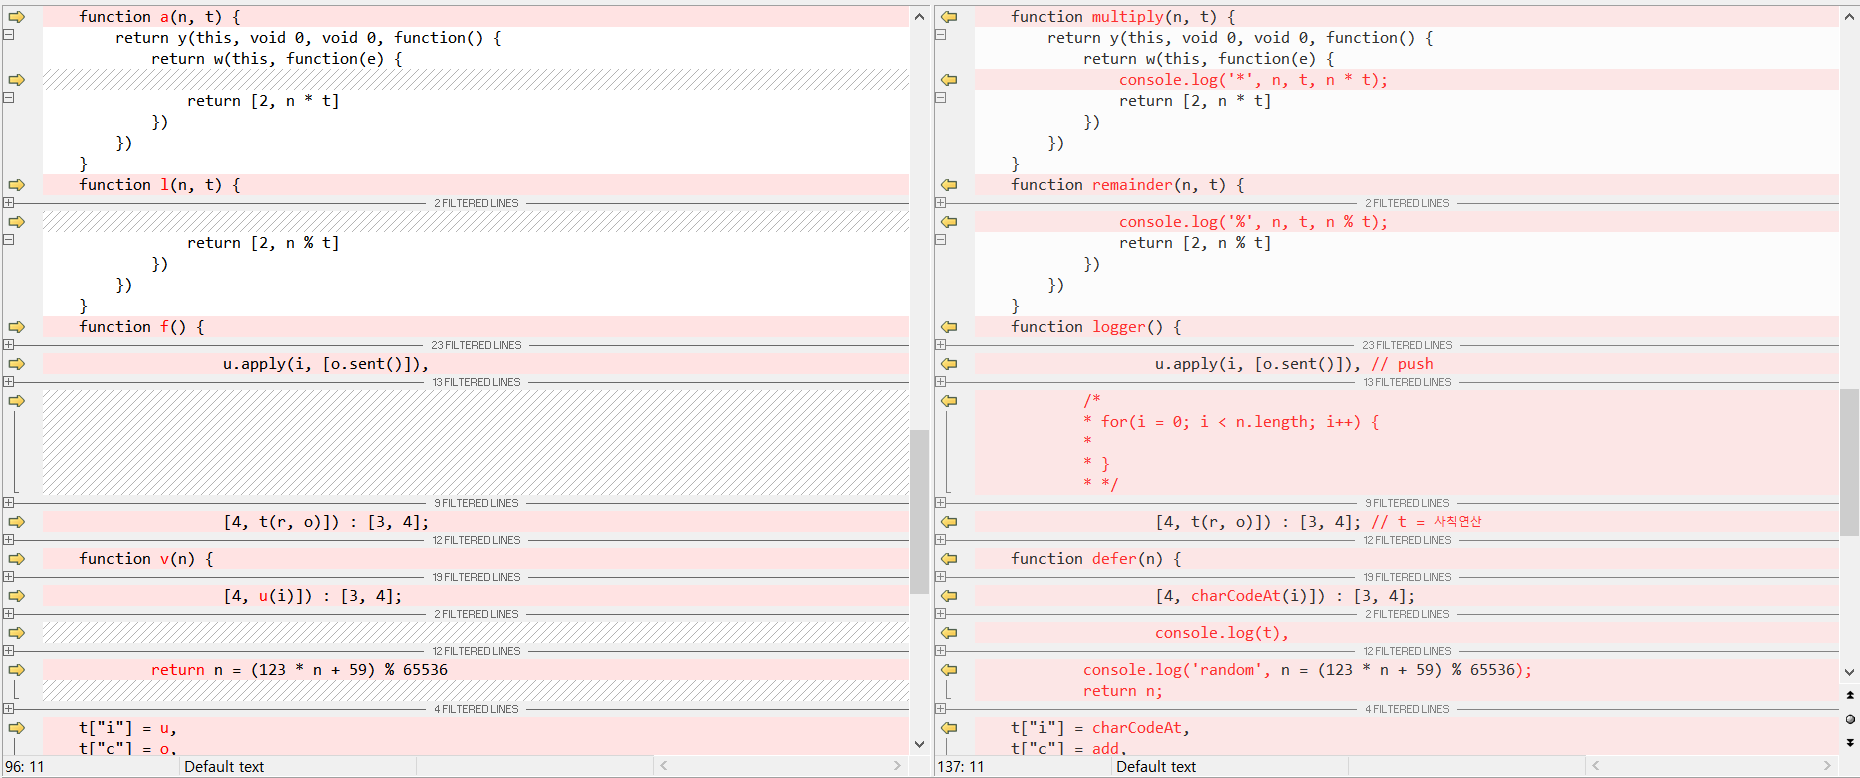 function a(n, t) {
return y(this, void 0, void 0, function() {
return w(this, function(e) {
return [2, n * t]
})
})
}
function l(n, t) {
2 FILTERED LINES
return [2, n % t]
})
})
}
function f() {
23 FILTERED LINES
u.apply(i, [o.sent()]),
13 FILTERED LINES
9 FILTERED LINES
[4, t(r, o)]) : [3, 4];
12 FILTERED LINES
function v(n) {
19 FILTERED LINES
[4, u(i)]) : [3, 4];
2 FILTERED LINES
12 FILTERED LINES
return n = (123 * n + 59) % 65536
4 FILTERED LINES
t["i"] = u,
t["c"] = o,
96: 11
Default text
function multiply(n, t) {
return y(this, void 0, void 0, function() {
return w(this, function(e) {
console.log('*', n, t, n * t);
return [2, n * t]
})
})
}
function remainder(n, t) {
2 FILTERED LINES
console.log('%', n, t, n % t);
return [2, n % t]
})
})
}
function logger() {
23 FILTERED LINES
u.apply(i, [o.sent()]), // push
13 FILTERED LINES
/*
* for(i = 0; i < n.length; i++) {
*
* }
* */
9 FILTERED LINES
[4, t(r, o)]) : [3, 4]; // t = 사칙연산
12 FILTERED LINES
function defer(n) {
19 FILTERED LINES
[4, charCodeAt(i)]) : [3, 4];
2 FILTERED LINES
console.log(t),
12 FILTERED LINES
console.log('random', n = (123 * n + 59) % 65536);
return n;
4 FILTERED LINES
t["i"] = charCodeAt,
t["c"] = add,
137: 11
Default text